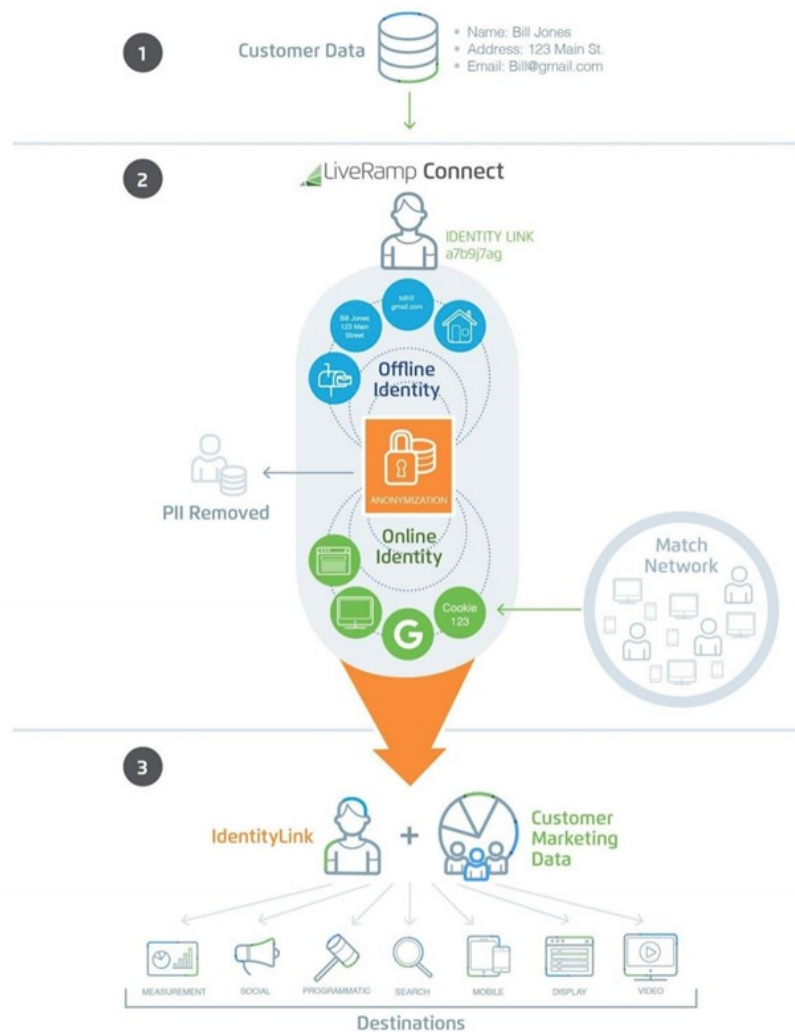 1
Customer Data
• Name: Bill Jones
• Address: 123 Main St.
• Email: Bill@gmail.com
2
LiveRamp Connect
IDENTITY LINK
a7b9j7ag
bill@
gmail.com
Bill Jones
123 Main
Street
Offline
Identity
ANONYMIZATION
PII Removed
Online
Identity
Match
Network
Cookie
123
G
3
IdentityLink
+
Customer
Marketing
Data
MEASUREMENT
SOCIAL
PROGRAMMATIC
SEARCH
MOBILE
DISPLAY
VIDEO
Destinations